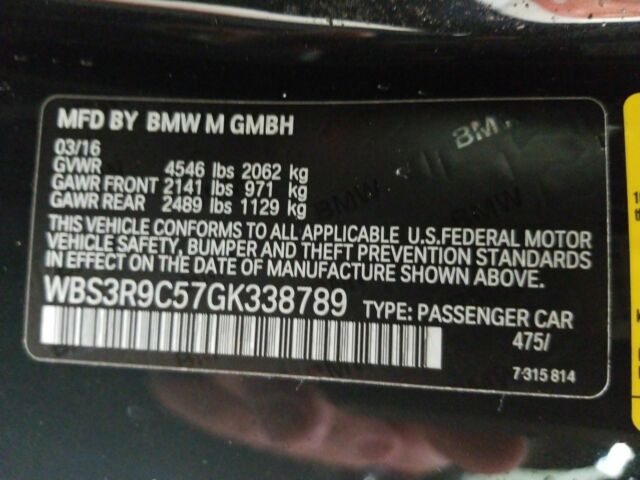 MFD BY BMW M GMBH
03/16
GVWR 4546 lbs 2062 kg
GAWR FRONT 2141 lbs 971 kg
GAWR REAR 2489 lbs 1129 kg
THIS VEHICLE CONFORMS TO ALL APPLICABLE U.S.FEDERAL MOTOR
VEHICLE SAFETY, BUMPER AND THEFT PREVENTION STANDARDS
IN EFFECT ON THE DATE OF MANUFACTURE SHOWN ABOVE.
WBS3R9C57GK338789 TYPE: PASSENGER CAR
475/
7 315 814